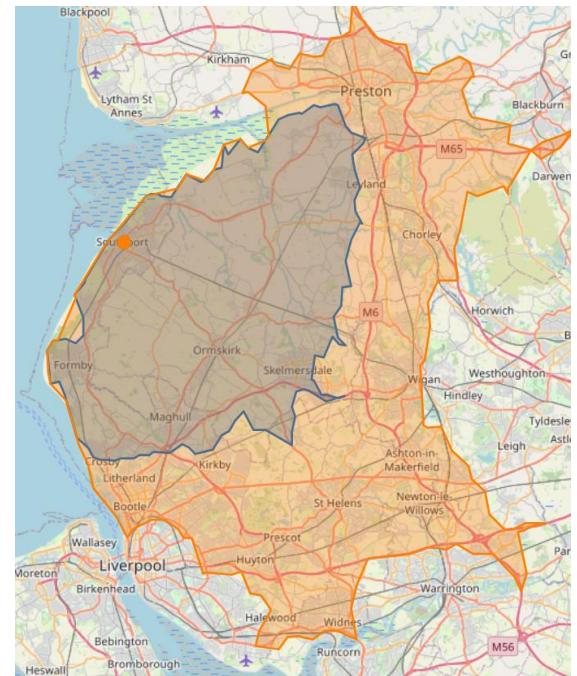 Blackpool
Kirkham
Preston
Lytham St
Annes
Blackburn
M65
Darwen
Leyland
Chorley
M6
Horwich
Formby
Ormskirk
Skelmersdale
Wigan
Westhoughton
Hindley
Maghull
Tyldesley
Leigh
Crosby
Litherland
Kirkby
Ashton-in
Makerfield
Bootle
St Helens
Newton-le-
Willows
Wallasey
Prescot
Liverpool
Huyton
Moreton
Birkenhead
Warrington
Halewood
Widnes
Bebington
Runcorn
M56
Bromborough
Heswall